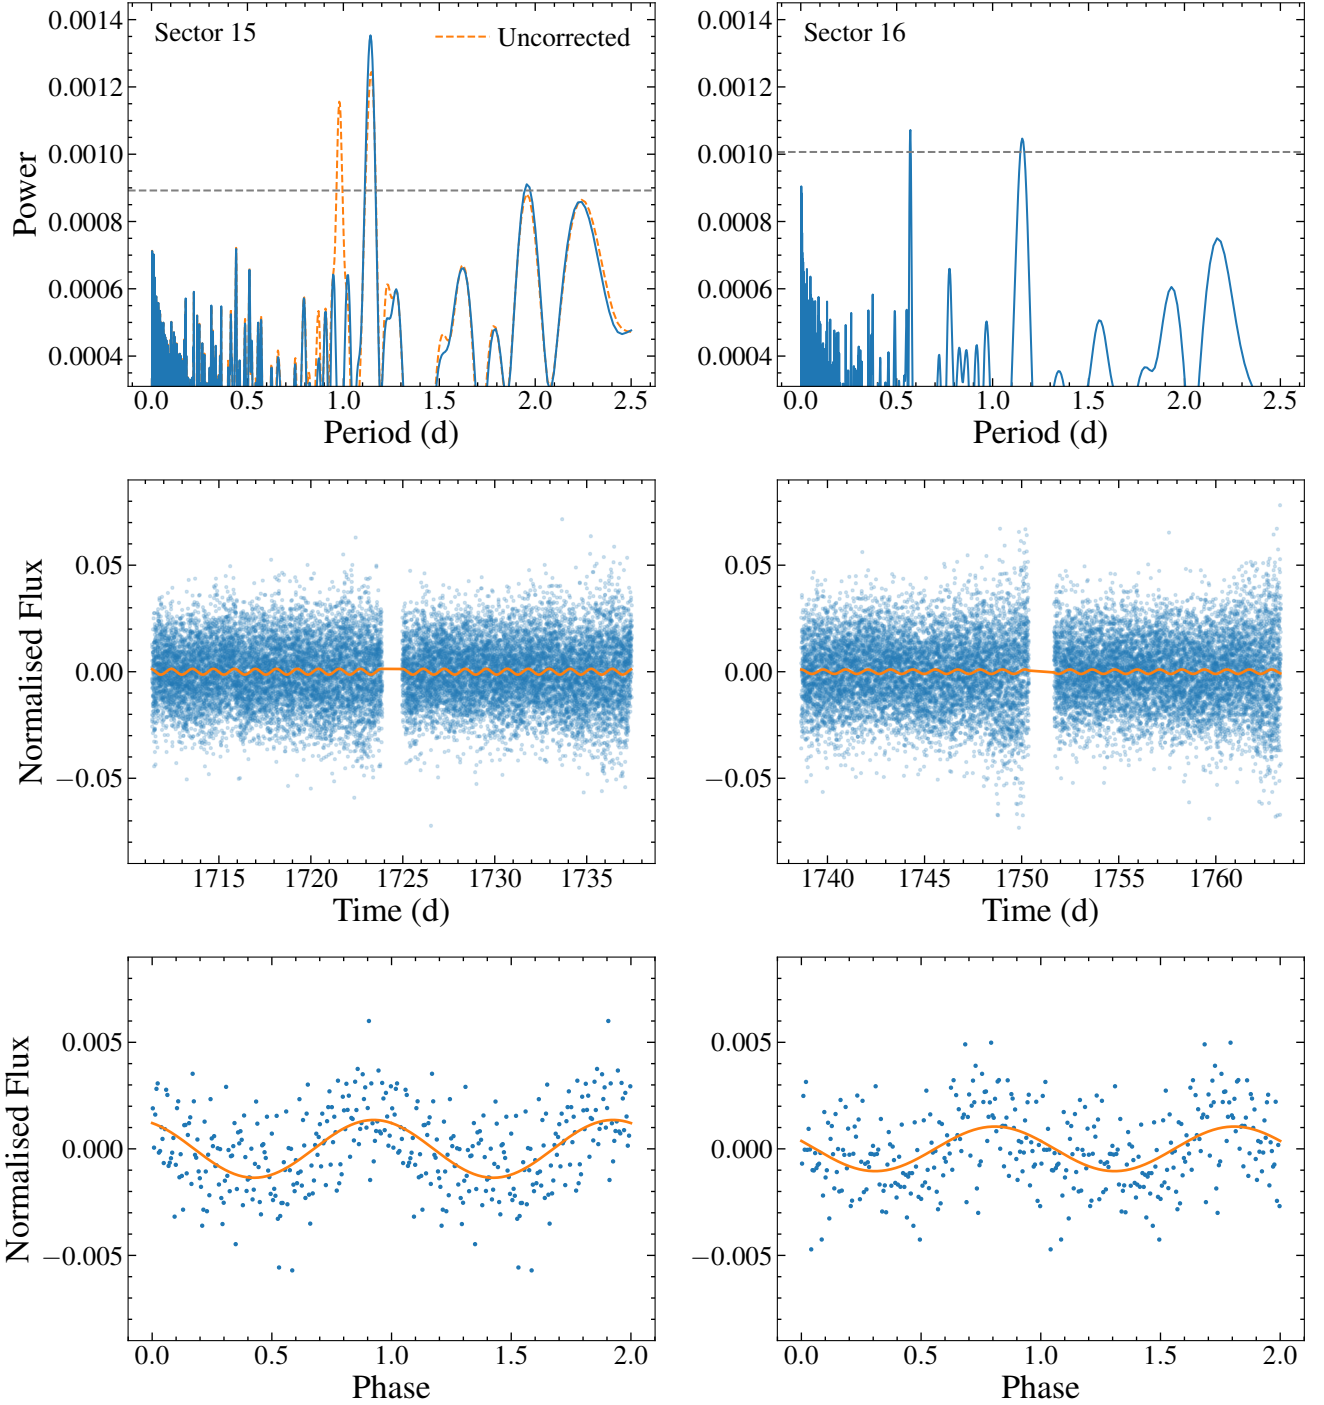 Sector 15
Uncorrected
0.0014
0.0012
0.0010
0.0008
0.0006
0.0004
Power
0.0 0.5 1.0 1.5 2.0 2.5
Period (d)
Sector 16
0.0014
0.0012
0.0010
0.0008
0.0006
0.0004
0.0 0.5 1.0 1.5 2.0 2.5
Period (d)
0.05
0.00
−0.05
Normalised Flux
1715 1720 1725 1730 1735
Time (d)
0.05
0.00
−0.05
1740 1745 1750 1755 1760
Time (d)
0.005
0.000
−0.005
Normalised Flux
0.0 0.5 1.0 1.5 2.0
Phase
0.005
0.000
−0.005
0.0 0.5 1.0 1.5 2.0
Phase